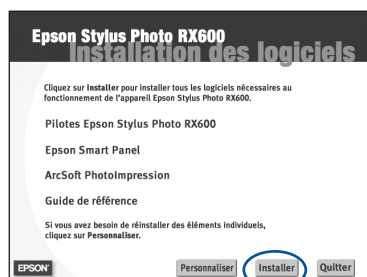 Epson Stylus Photo RX600
Installation des logiciels
Cliquez sur Installer pour installer tous les logiciels nécessaires au
fonctionnement de l'appareil Epson Stylus Photo RX600.
Pilotes Epson Stylus Photo RX600
Epson Smart Panel
ArcSoft PhotoImpression
Guide de référence
Si vous avez besoin de réinstaller des éléments individuels,
cliquez sur Personnaliser.
EPSON® Personnaliser Installer Quitter